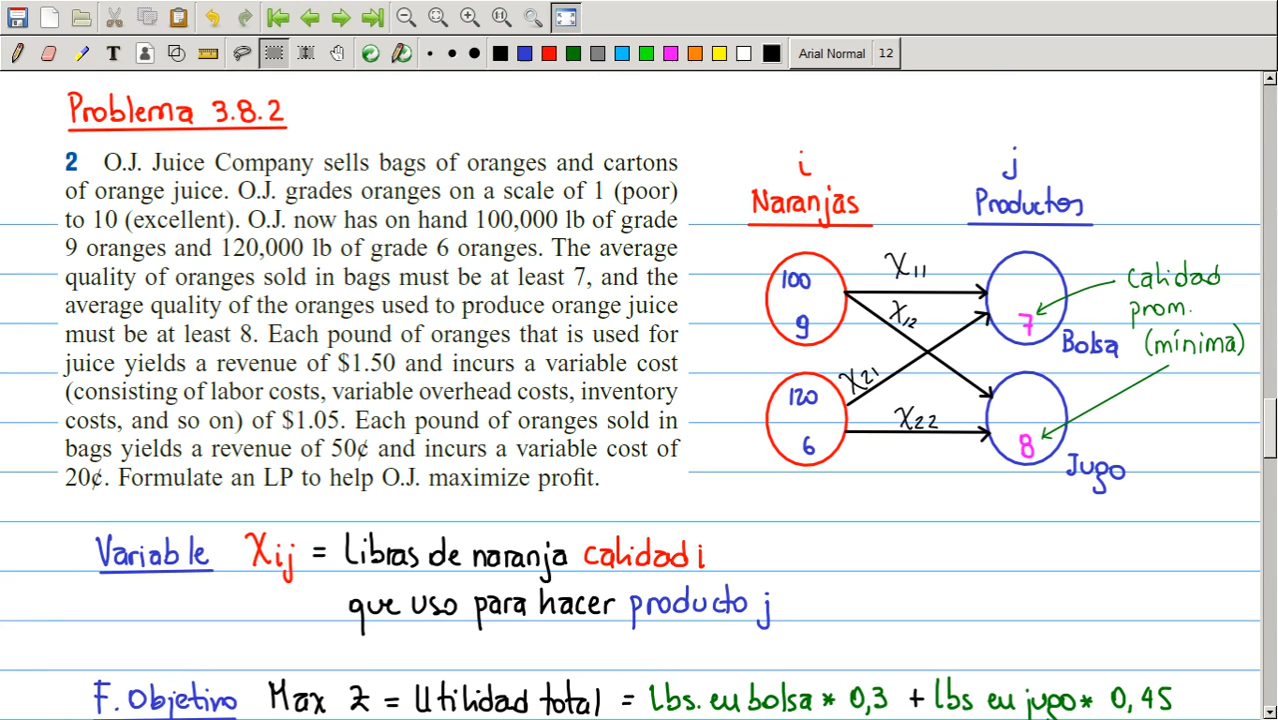 Arial Normal 12
Problema 3.8.2
2 O.J. Juice Company sells bags of oranges and cartons
of orange juice. O.J. grades oranges on a scale of 1 (poor)
to 10 (excellent). O.J. now has on hand 100,000 lb of grade
9 oranges and 120,000 lb of grade 6 oranges. The average
quality of oranges sold in bags must be at least 7, and the
average quality of the oranges used to produce orange juice
must be at least 8. Each pound of oranges that is used for
juice yields a revenue of $1.50 and incurs a variable cost
(consisting of labor costs, variable overhead costs, inventory
costs, and so on) of $1.05. Each pound of oranges sold in
bags yields a revenue of 50¢ and incurs a variable cost of
20¢. Formulate an LP to help O.J. maximize profit.
i
Naranjas
j
Productos
100
9
X11
X12
7
Bolsa
calidad
prom.
(mínima)
120
6
X21
X22
8
Jugo
Variable Xij = Libras de naranja calidad i
que uso para hacer producto j
F. Objetivo Max Z = Utilidad total = Lbs. en bolsa * 0,3 + Lbs en jugo * 0,45